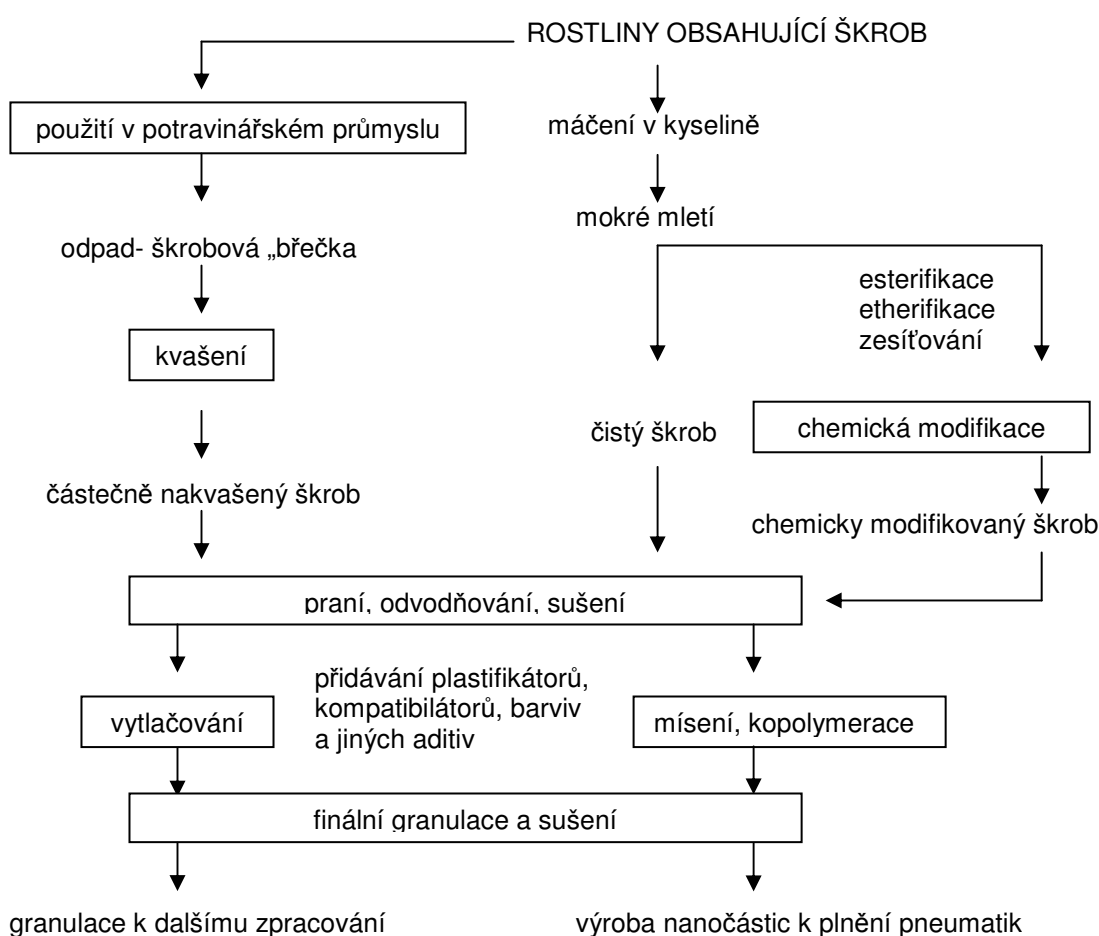 ROSTLINY OBSAHUJÍCÍ ŠKROB
použití v potravinářském průmyslu
máčení v kyselině
mokré mletí
odpad- škrobová „břečka
esterifikace
etherifikace
zesíťování
kvašení
čistý škrob
chemická modifikace
částečně nakvašený škrob
chemicky modifikovaný škrob
praní, odvodňování, sušení
přidávání plastifikátorů,
kompatibilátorů, barviv
a jiných aditiv
vytlačování
mísení, kopolymerace
finální granulace a sušení
granulace k dalšímu zpracování
výroba nanočástic k plnění pneumatik